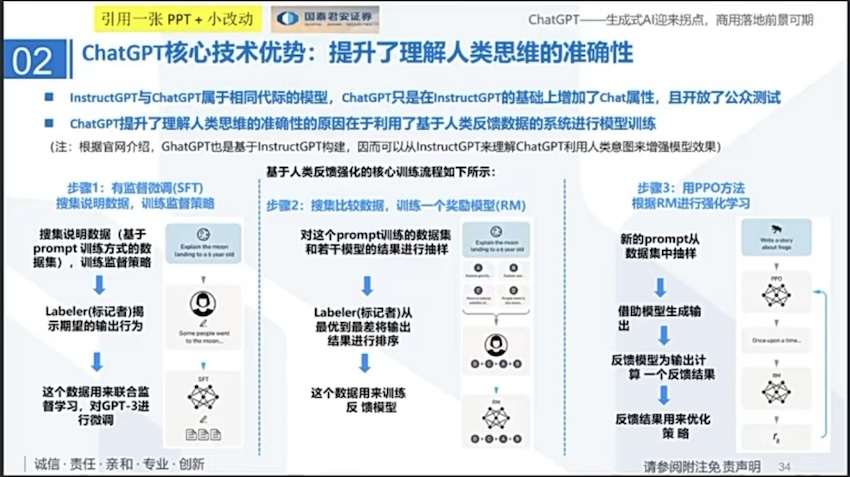 引用一张 PPT + 小改动
国泰君安证券
ChatGPT——生成式AI迎来拐点，商用落地前景可期
02
ChatGPT核心技术优势：提升了理解人类思维的准确性
InstructGPT与ChatGPT属于相同代际的模型，ChatGPT只是在InstructGPT的基础上增加了Chat属性，且开放了公众测试
ChatGPT提升了理解人类思维的准确性的原因在于利用了基于人类反馈数据的系统进行模型训练
(注：根据官网介绍，GhatGPT也是基于InstructGPT构建，因而可以从InstructGPT来理解ChatGPT利用人类意图来增强模型效果)
基于人类反馈强化的核心训练流程如下所示：
步骤1：有监督微调(SFT)
搜集说明数据，训练监督策略
搜集说明数据（基于
prompt 训练方式的数
据集），训练监督策略
Labeler(标记者)揭
示期望的输出行为
这个数据用来联合监
督学习，对GPT-3进
行微调
Explain the moon
landing to a 6 year old
Some people went
to the moon...
SFT
步骤2：搜集比较数据，训练一个奖励模型(RM)
对这个prompt训练的数据集
和若干模型的结果进行抽样
Labeler(标记者)从
最优到最差将输出
结果进行排序
这个数据用来训练
反 馈模型
Explain the moon
landing to a 6 year old
A
B
C
D
D > C > A = B
RM
D > C > A = B
步骤3：用PPO方法
根据RM进行强化学习
新的prompt从
数据集中抽样
借助模型生成输
出
反馈模型为输出计
算 一个反馈结果
反馈结果用来优化
策 略
Write a story
about frogs
PPO
Once upon a time...
RM
rk
诚信 · 责任 · 亲和 · 专业 · 创新
请参阅附注免 责声明
34